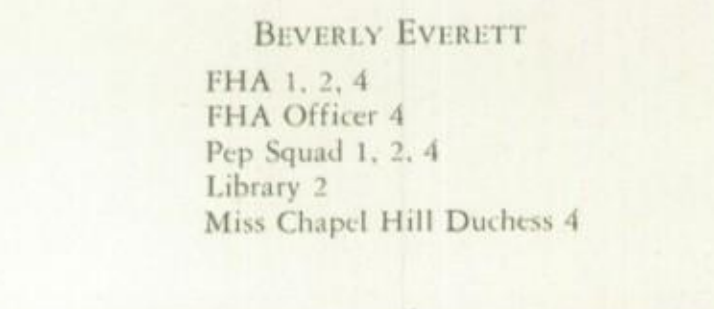 BEVERLY EVERETT
FHA 1, 2, 4
FHA Officer 4
Pep Squad 1, 2, 4
Library 2
Miss Chapel Hill Duchess 4